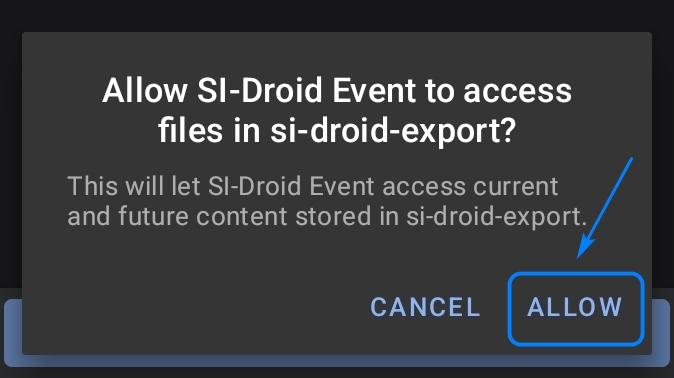 Allow SI-Droid Event to access
files in si-droid-export?
This will let SI-Droid Event access current
and future content stored in si-droid-export.
CANCEL ALLOW